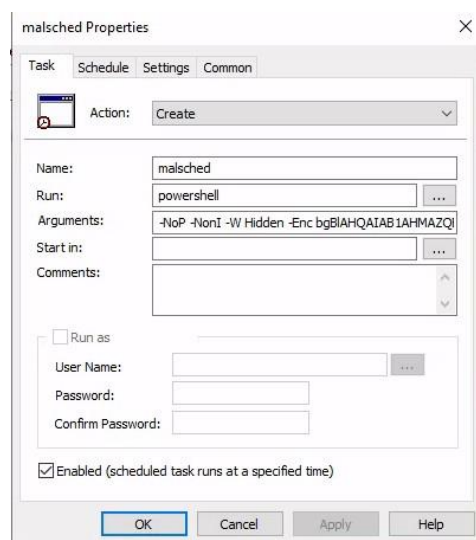 malsched Properties
Task Schedule Settings Common
Action: Create
Name: malsched
Run: powershell ...
Arguments: -NoP -NonI -W Hidden -Enc
Start in: ...
Comments:
Run as
User Name: ...
Password:
Confirm Password:
Enabled (scheduled task runs at a specified time)
OK Cancel Apply Help